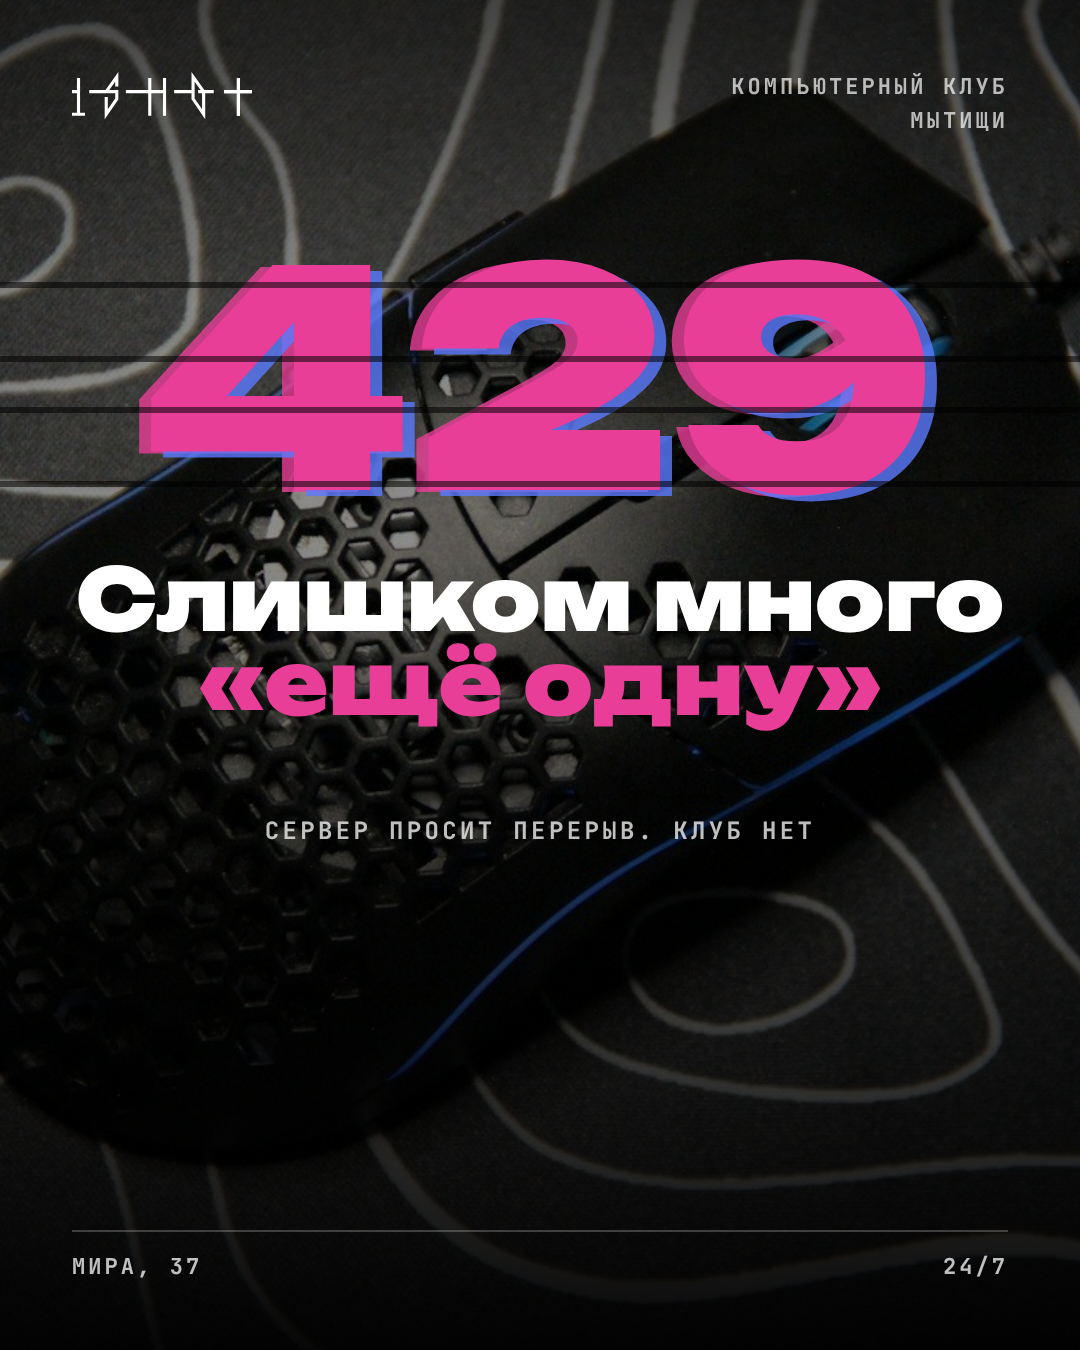 КОМПЬЮТЕРНЫЙ КЛУБ
МЫТИЩИ
429
Слишком много
«ещё одну»
СЕРВЕР ПРОСИТ ПЕРЕРЫВ. КЛУБ НЕТ
МИРА, 37
24/7